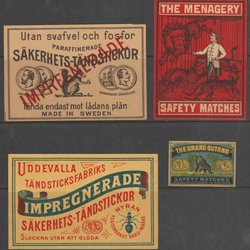 Utan svafvel och fosfor
PARAFFINERADE
SÄKERHETS-TÄNDSTICKOR
IMPREGNERADE
tända endast mot lådans plån
MADE IN SWEDEN
THE MENAGERY
SAFETY MATCHES
UDDEVALLA
TÄNDSTICKSFABRIKS
IMPREGNERADE
SÄKERHETS-TÄNDSTICKOR
MYRAN
SLOCKNA UTAN ATT GLÖDA
THE ORANG OUTANG
SAFETY MATCHES